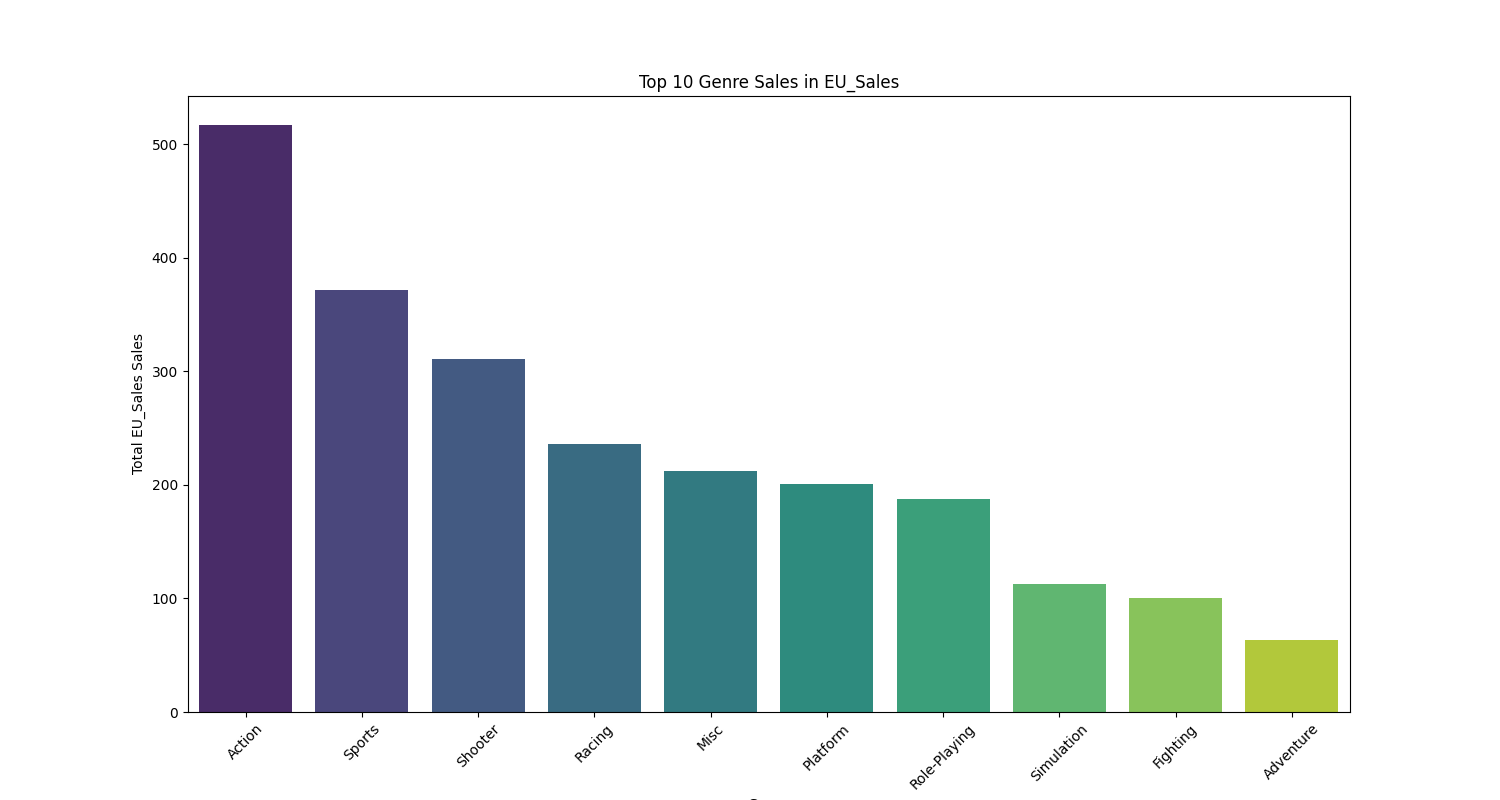 Top 10 Genre Sales in EU_Sales
Total EU_Sales Sales
500
400
300
200
100
0
Action
Sports
Shooter
Racing
Misc
Platform
Role-Playing
Simulation
Fighting
Adventure